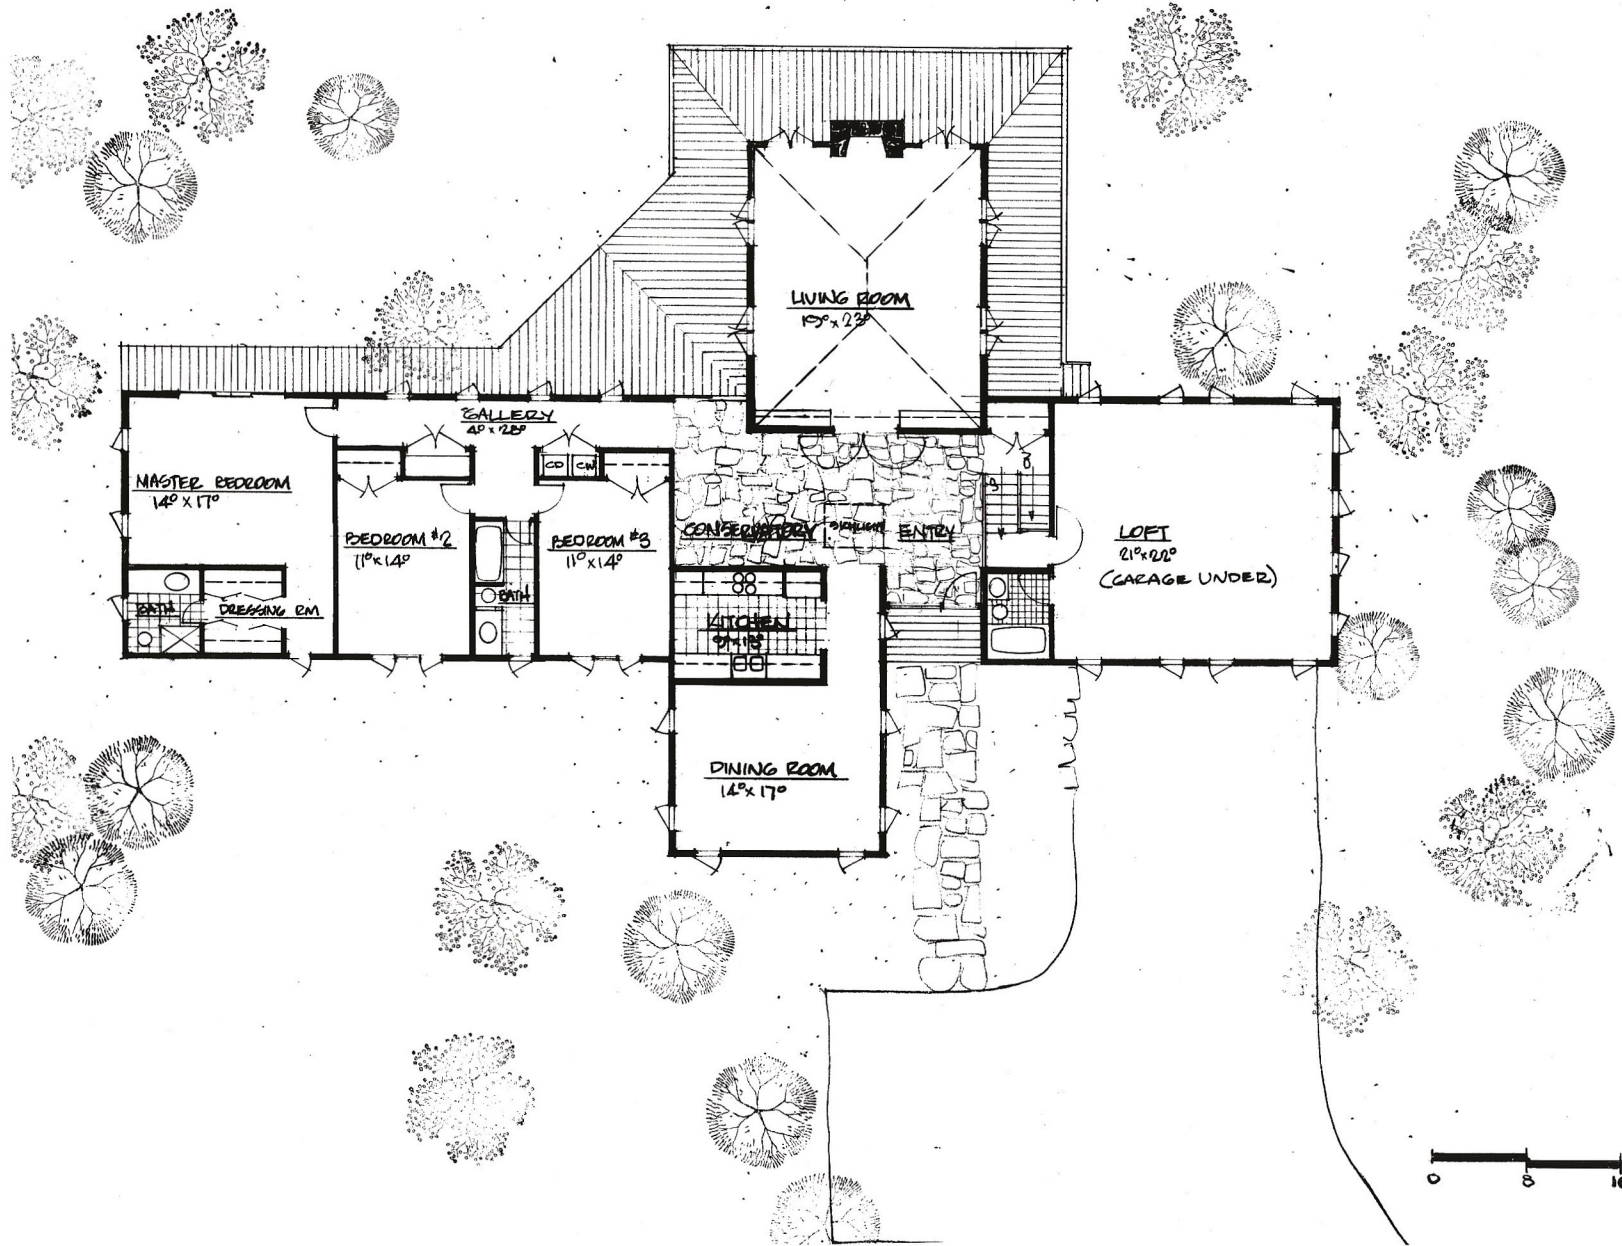 LIVING ROOM
19⁰ x 23⁰
GALLERY
4⁰ x 28⁰
MASTER BEDROOM
14⁰ x 17⁰
BEDROOM #2
11⁰ x 14⁰
CD
CW
BEDROOM #3
11⁰ x 14⁰
BATH
DRESSING RM
BATH
CONSERVATORY
SKYLIGHT
ENTRY
KITCHEN
DINING ROOM
14⁰ x 17⁰
LOFT
21⁰ x 22⁰
(GARAGE UNDER)
0
8
16